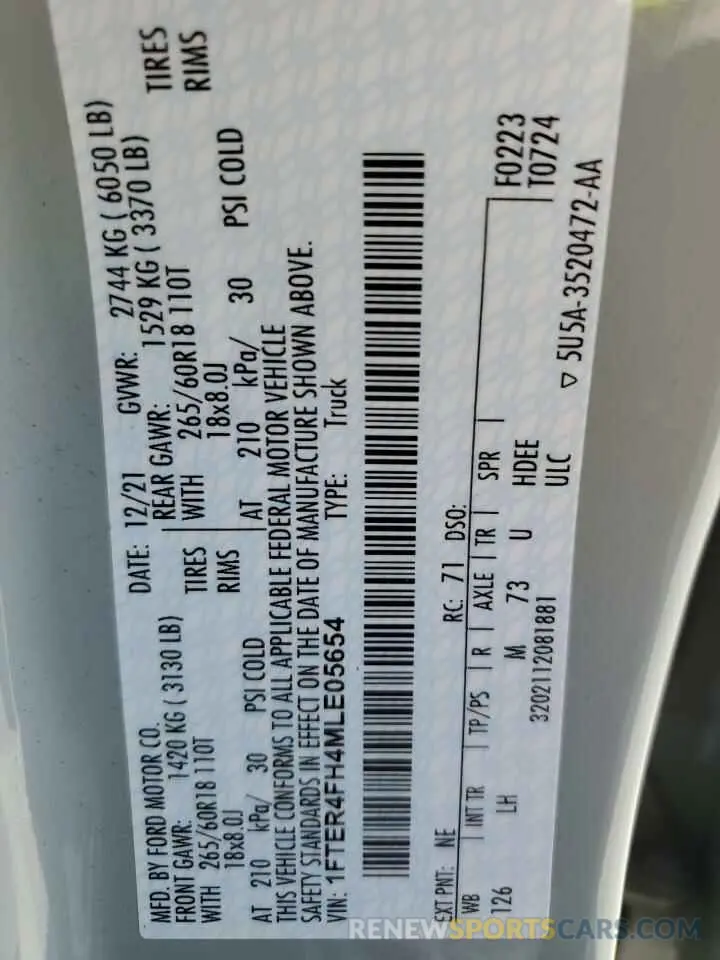 MFD. BY FORD MOTOR CO. DATE: 12/21 GVWR: 2744 KG ( 6050 LB)
FRONT GAWR: 1420 KG ( 3130 LB) REAR GAWR: 1529 KG ( 3370 LB)
WITH 265/60R18 110T TIRES WITH 265/60R18 110T TIRES
18x8.0J RIMS 18x8.0J RIMS
AT 210 kPa/ 30 PSI COLD AT 210 kPa/ 30 PSI COLD
THIS VEHICLE CONFORMS TO ALL APPLICABLE FEDERAL MOTOR VEHICLE
SAFETY STANDARDS IN EFFECT ON THE DATE OF MANUFACTURE SHOWN ABOVE.
VIN: 1FTER4FH4MLE05654 TYPE: Truck
EXT PNT: NE RC: 71 DSO:
WB INT TR TP/PS R AXLE TR SPR F0223
126 LH M 73 U HDEE T0724
3202112081881 ULC
▽ 5U5A-3520472-AA
RENEWSPORTSCARS.COM